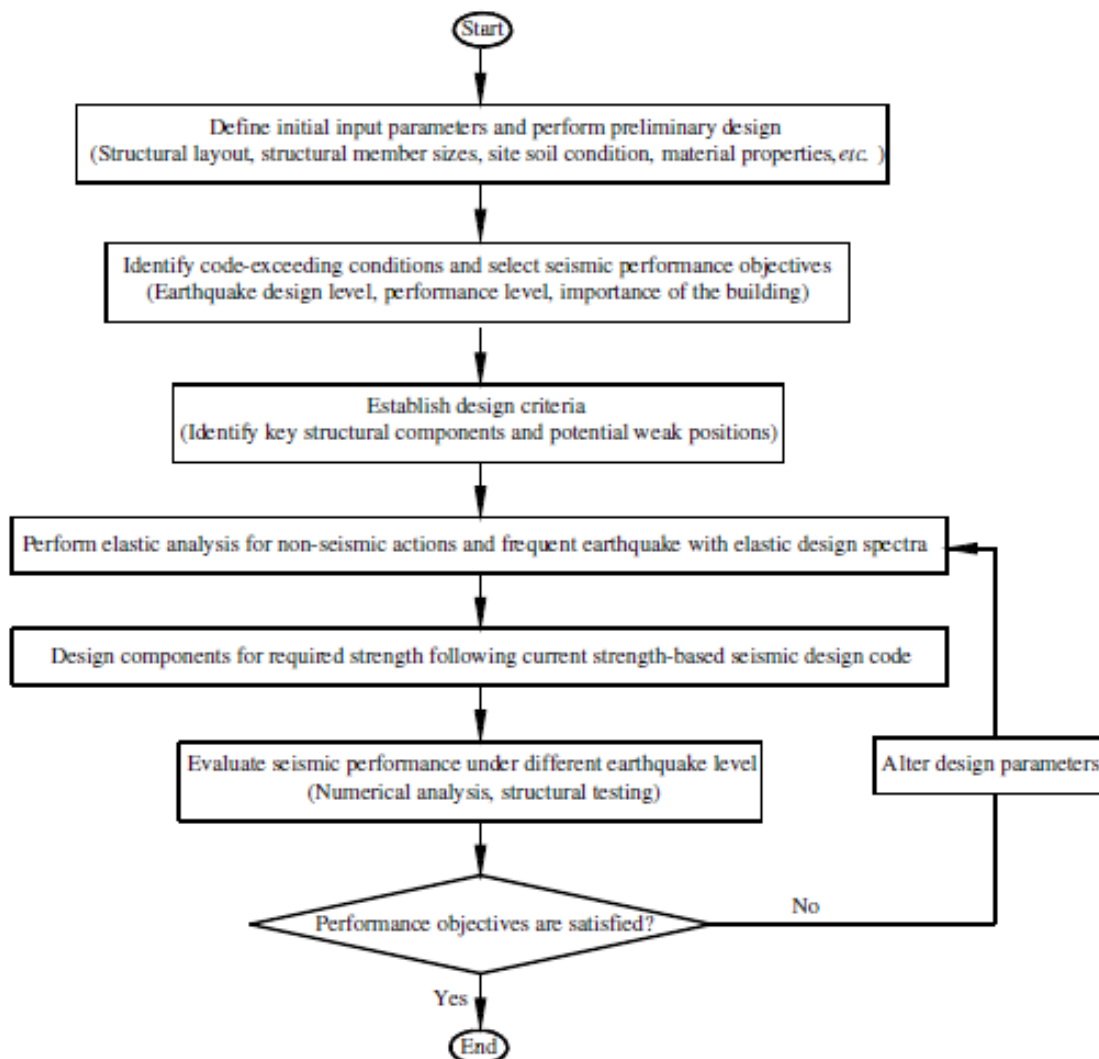 Start
Define initial input parameters and perform preliminary design
(Structural layout, structural member sizes, site soil condition, material properties, etc. )
Identify code-exceeding conditions and select seismic performance objectives
(Earthquake design level, performance level, importance of the building)
Establish design criteria
(Identify key structural components and potential weak positions)
Perform elastic analysis for non-seismic actions and frequent earthquake with elastic design spectra
Design components for required strength following current strength-based seismic design code
Evaluate seismic performance under different earthquake level
(Numerical analysis, structural testing)
Alter design parameters
Performance objectives are satisfied?
No
Yes
End